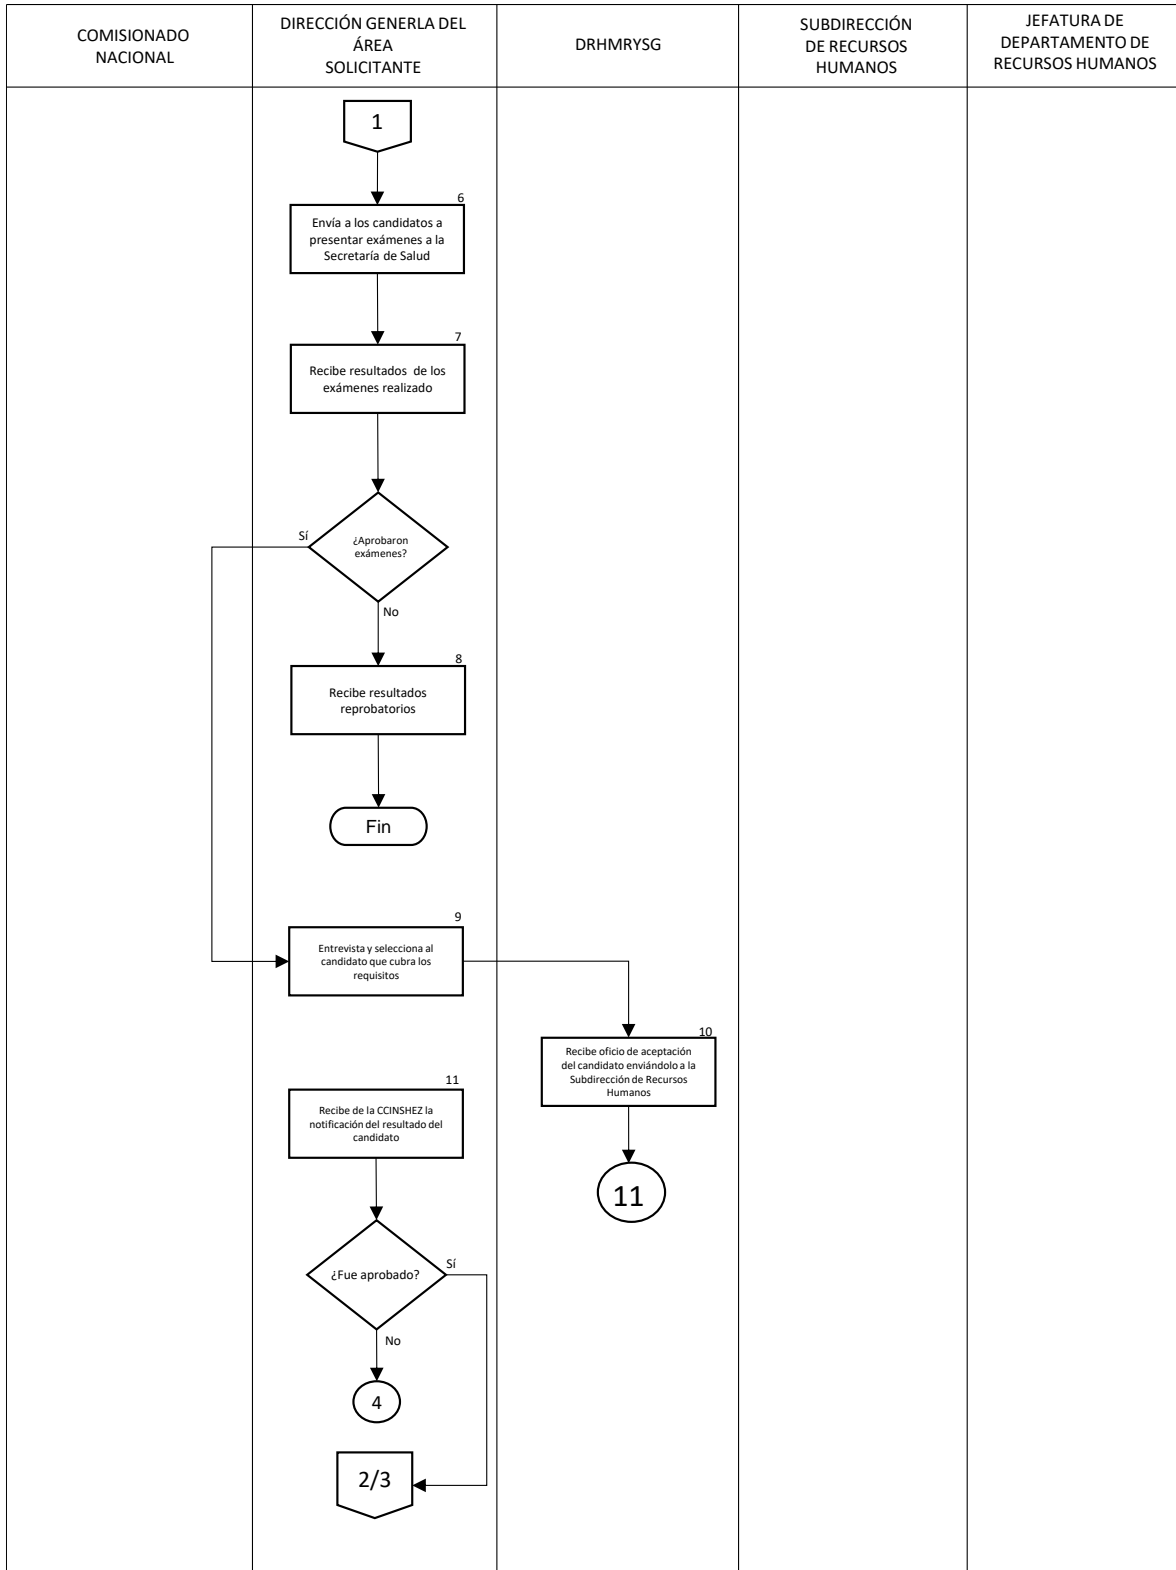 COMISIONADO
NACIONAL
DIRECCIÓN GENERLA DEL
ÁREA
SOLICITANTE
DRHMRYSG
SUBDIRECCIÓN
DE RECURSOS
HUMANOS
JEFATURA DE
DEPARTAMENTO DE
RECURSOS HUMANOS
1
6
Envía a los candidatos a
presentar exámenes a la
Secretaría de Salud
7
Recibe resultados de los
exámenes realizado
¿Aprobaron
exámenes?
Sí
No
8
Recibe resultados
reprobatorios
Fin
9
Entrevista y selecciona al
candidato que cubra los
requisitos
10
Recibe oficio de aceptación
del candidato enviándolo a la
Subdirección de Recursos
Humanos
11
11
Recibe de la CCINSHEZ la
notificación del resultado del
candidato
¿Fue aprobado?
Sí
No
4
2/3